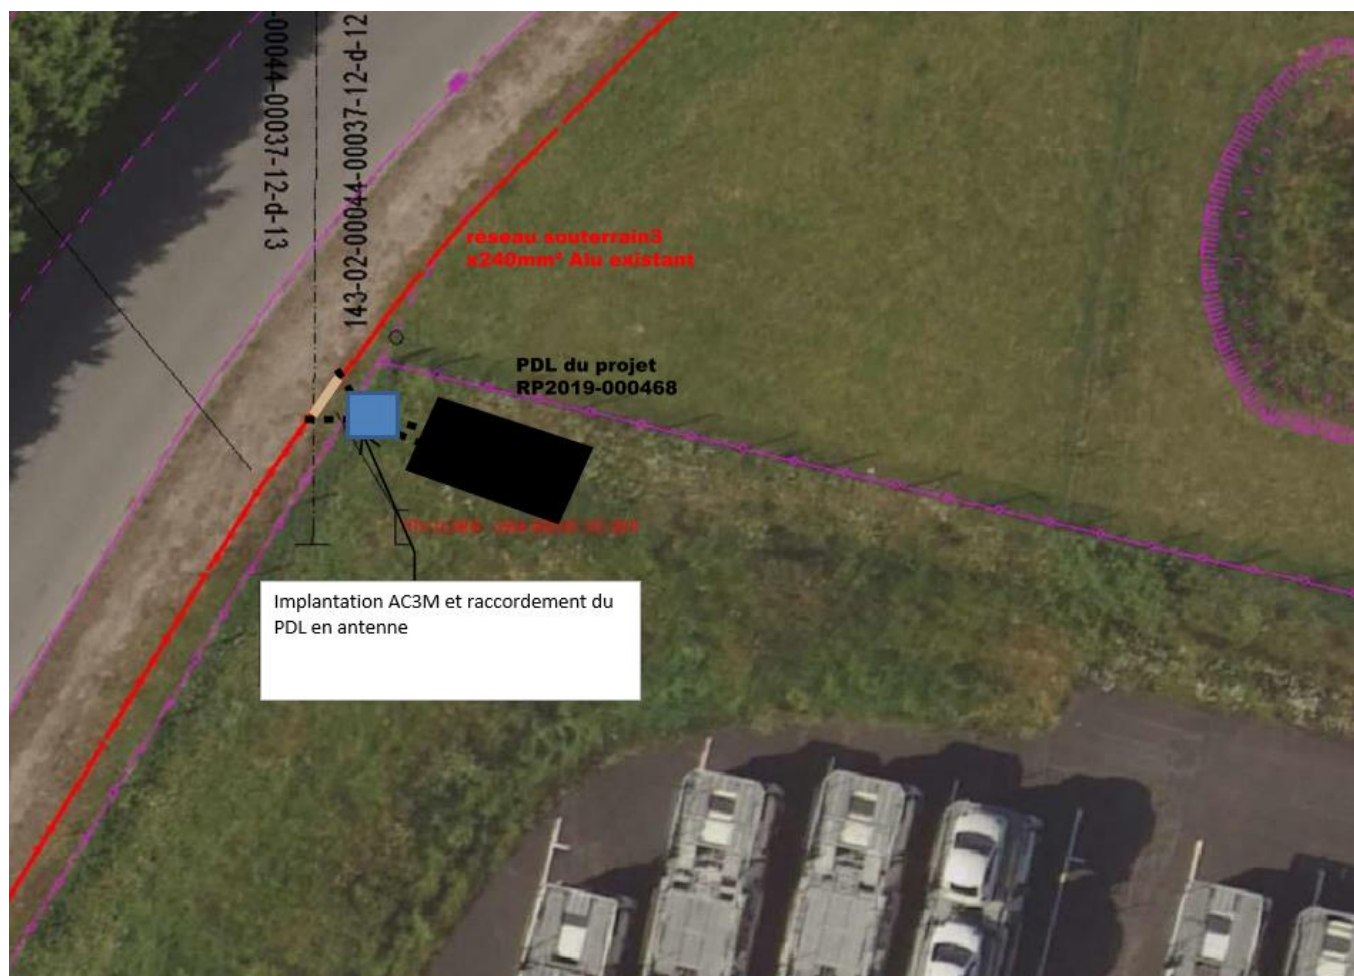 -00044-00037-12-d-13
143-02-00044-00037-12-d-12
réseau souterrain3
x240mm² Alu existant
PDL du projet
RP2019-000468
Implantation AC3M et raccordement du
PDL en antenne